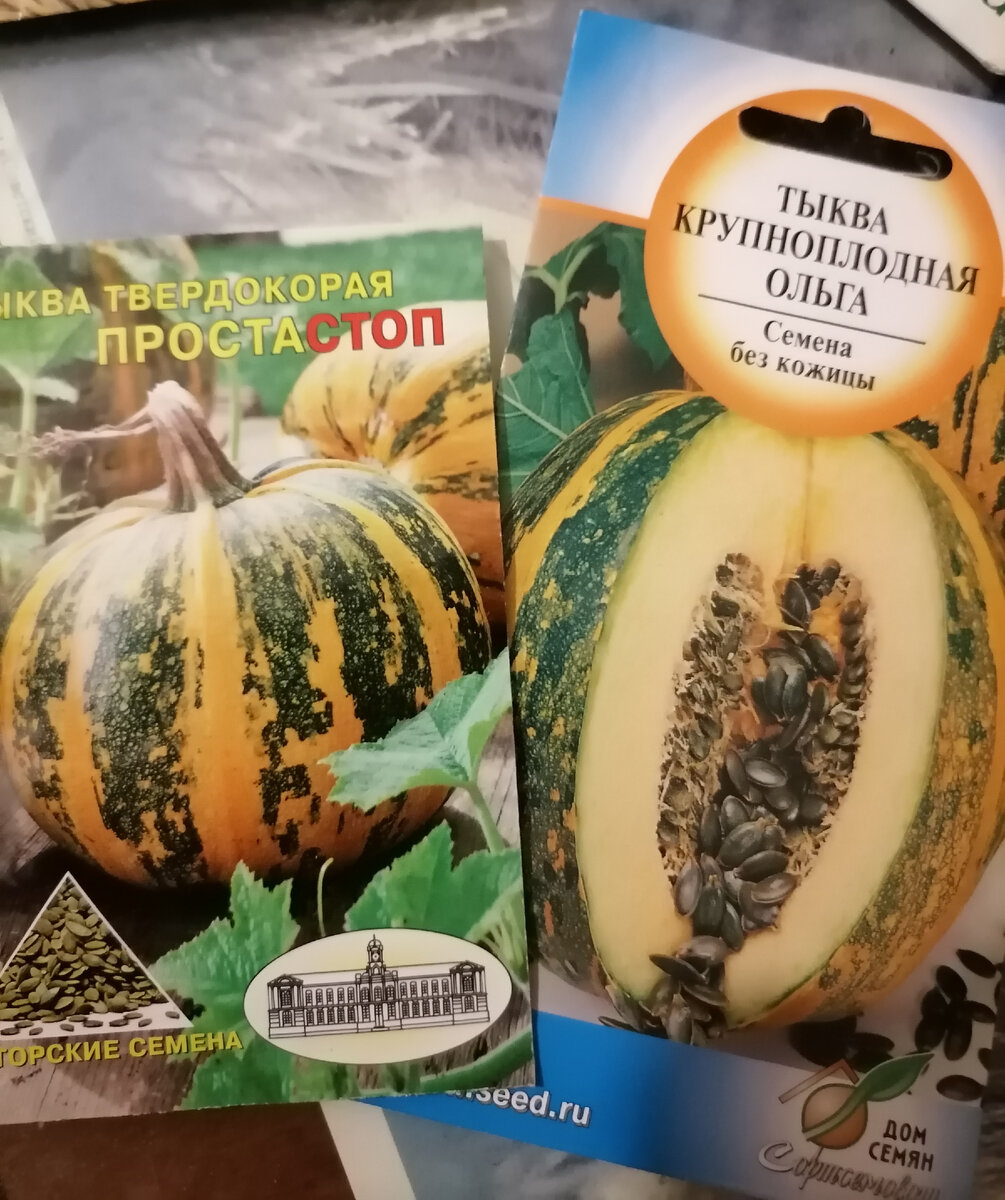 ЫКВА ТВЕРДОКОРАЯ
ПРОСТАСТОП
ТОРСКИЕ СЕМЕНА
ТЫКВА
КРУПНОПЛОДНАЯ
ОЛЬГА
Семена
без кожицы
seed.ru
ДОМ
СЕМЯН